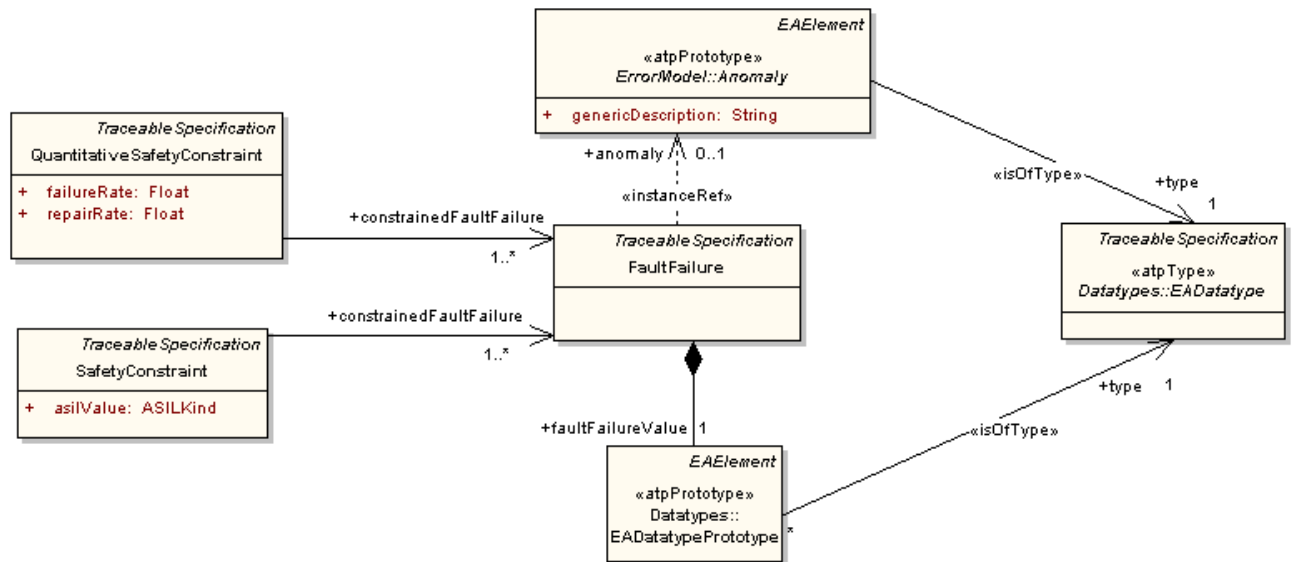 EAElement
«atpPrototype»
ErrorModel::Anomaly
+ genericDescription: String
TraceableSpecification
QuantitativeSafetyConstraint
+ failureRate: Float
+ repairRate: Float
+anomaly 0..1
«isOfType»
+type
1
«instanceRef»
+constrainedFaultFailure
1..*
TraceableSpecification
FaultFailure
TraceableSpecification
«atpType»
Datatypes::EADatatype
+constrainedFaultFailure
1..*
TraceableSpecification
SafetyConstraint
+ asilValue: ASILKind
+type 1
«isOfType»
+faultFailureValue 1
EAElement
«atpPrototype»
Datatypes::
EADatatypePrototype
*